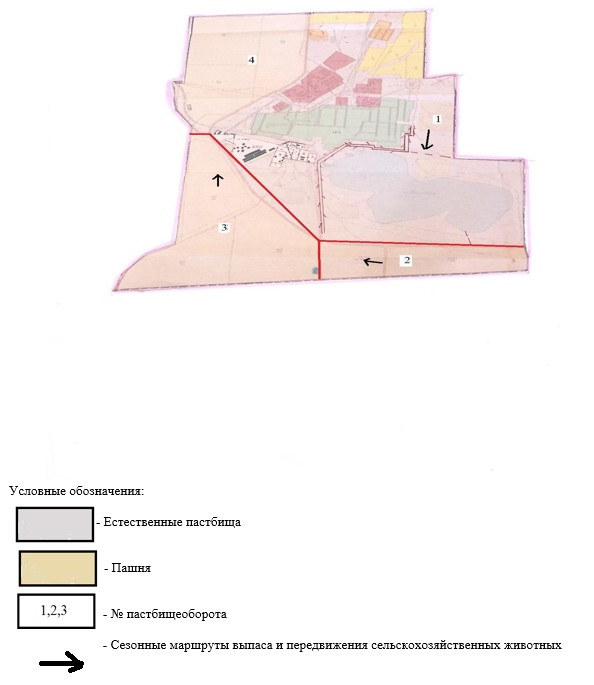 4
1
3
2
Условные обозначения:
- Естественные пастбища
- Пашня
1,2,3 - № пастбищеоборота
- Сезонные маршруты выпаса и передвижения сельскохозяйственных животных